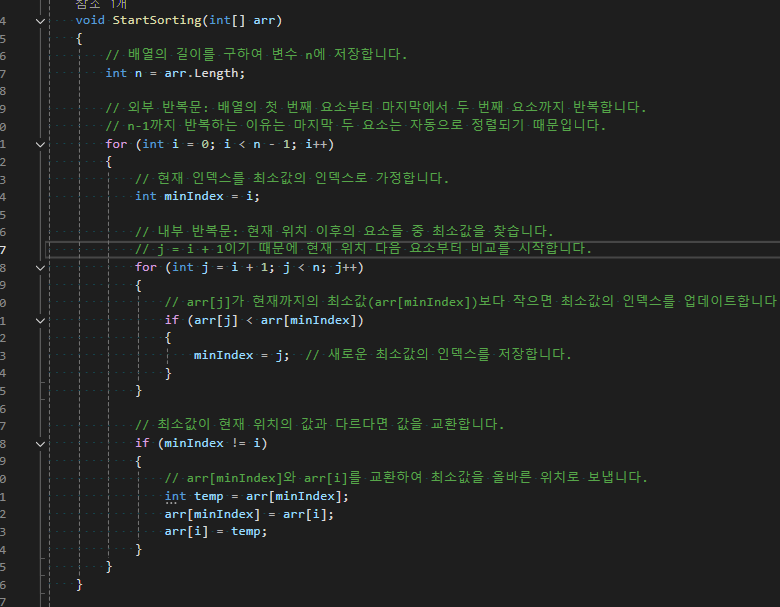 참조 1개
4 void StartSorting(int[] arr)
5 {
6 // 배열의 길이를 구하여 변수 n에 저장합니다.
7 int n = arr.Length;
8
9 // 외부 반복문: 배열의 첫 번째 요소부터 마지막에서 두 번째 요소까지 반복합니다.
0 // n-1까지 반복하는 이유는 마지막 두 요소는 자동으로 정렬되기 때문입니다.
1 for (int i = 0; i < n - 1; i++)
2 {
3 // 현재 인덱스를 최소값의 인덱스로 가정합니다.
4 int minIndex = i;
5
6 // 내부 반복문: 현재 위치 이후의 요소들 중 최소값을 찾습니다.
7 // j = i + 1이기 때문에 현재 위치 다음 요소부터 비교를 시작합니다.
8 for (int j = i + 1; j < n; j++)
9 {
0 // arr[j]가 현재까지의 최소값(arr[minIndex])보다 작으면 최소값의 인덱스를 업데이트합니다
1 if (arr[j] < arr[minIndex])
2 {
3 minIndex = j; // 새로운 최소값의 인덱스를 저장합니다.
4 }
5 }
6
7 // 최소값이 현재 위치의 값과 다르다면 값을 교환합니다.
8 if (minIndex != i)
9 {
0 // arr[minIndex]와 arr[i]를 교환하여 최소값을 올바른 위치로 보냅니다.
1 int temp = arr[minIndex];
2 arr[minIndex] = arr[i];
3 arr[i] = temp;
4 }
5 }
6 }
7